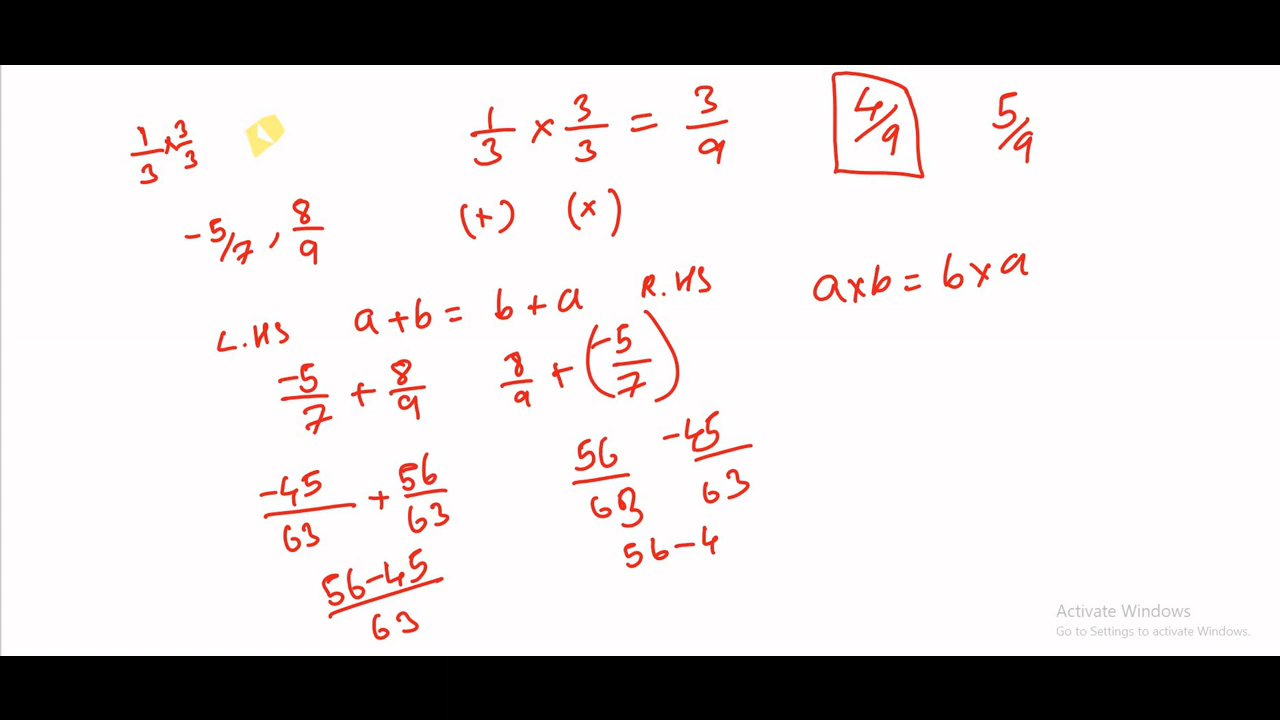 1/3 × 3/3
1/3 × 3/3 = 3/9
4/9
5/9
-5/7, 8/9
(+) (×)
a+b = b+a
a×b = b×a
L.HS
R.HS
-5/7 + 8/9
8/9 + (-5/7)
-45/63 + 56/63
56/63 -45/63
56-45/63
56-4
Activate Windows
Go to Settings to activate Windows.